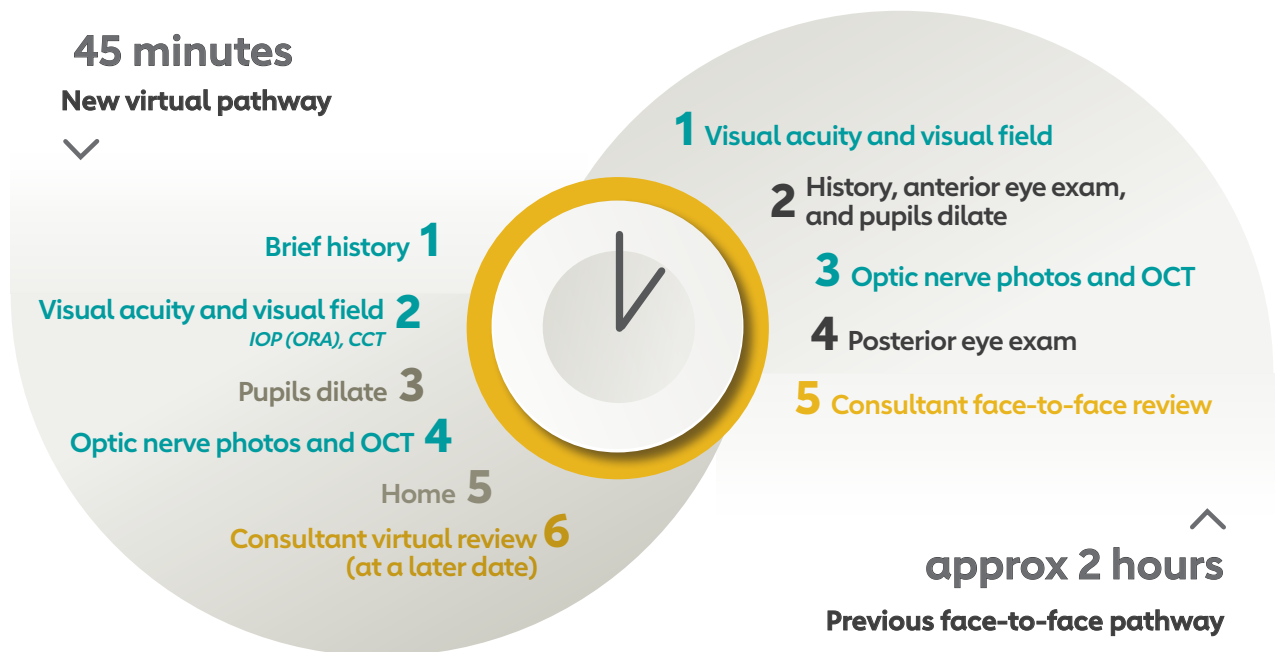 45 minutes
New virtual pathway
Brief history 1
Visual acuity and visual field 2
IOP (ORA), CCT
Pupils dilate 3
Optic nerve photos and OCT 4
Home 5
Consultant virtual review 6
(at a later date)
1 Visual acuity and visual field
2 History, anterior eye exam,
and pupils dilate
3 Optic nerve photos and OCT
4 Posterior eye exam
5 Consultant face-to-face review
approx 2 hours
Previous face-to-face pathway